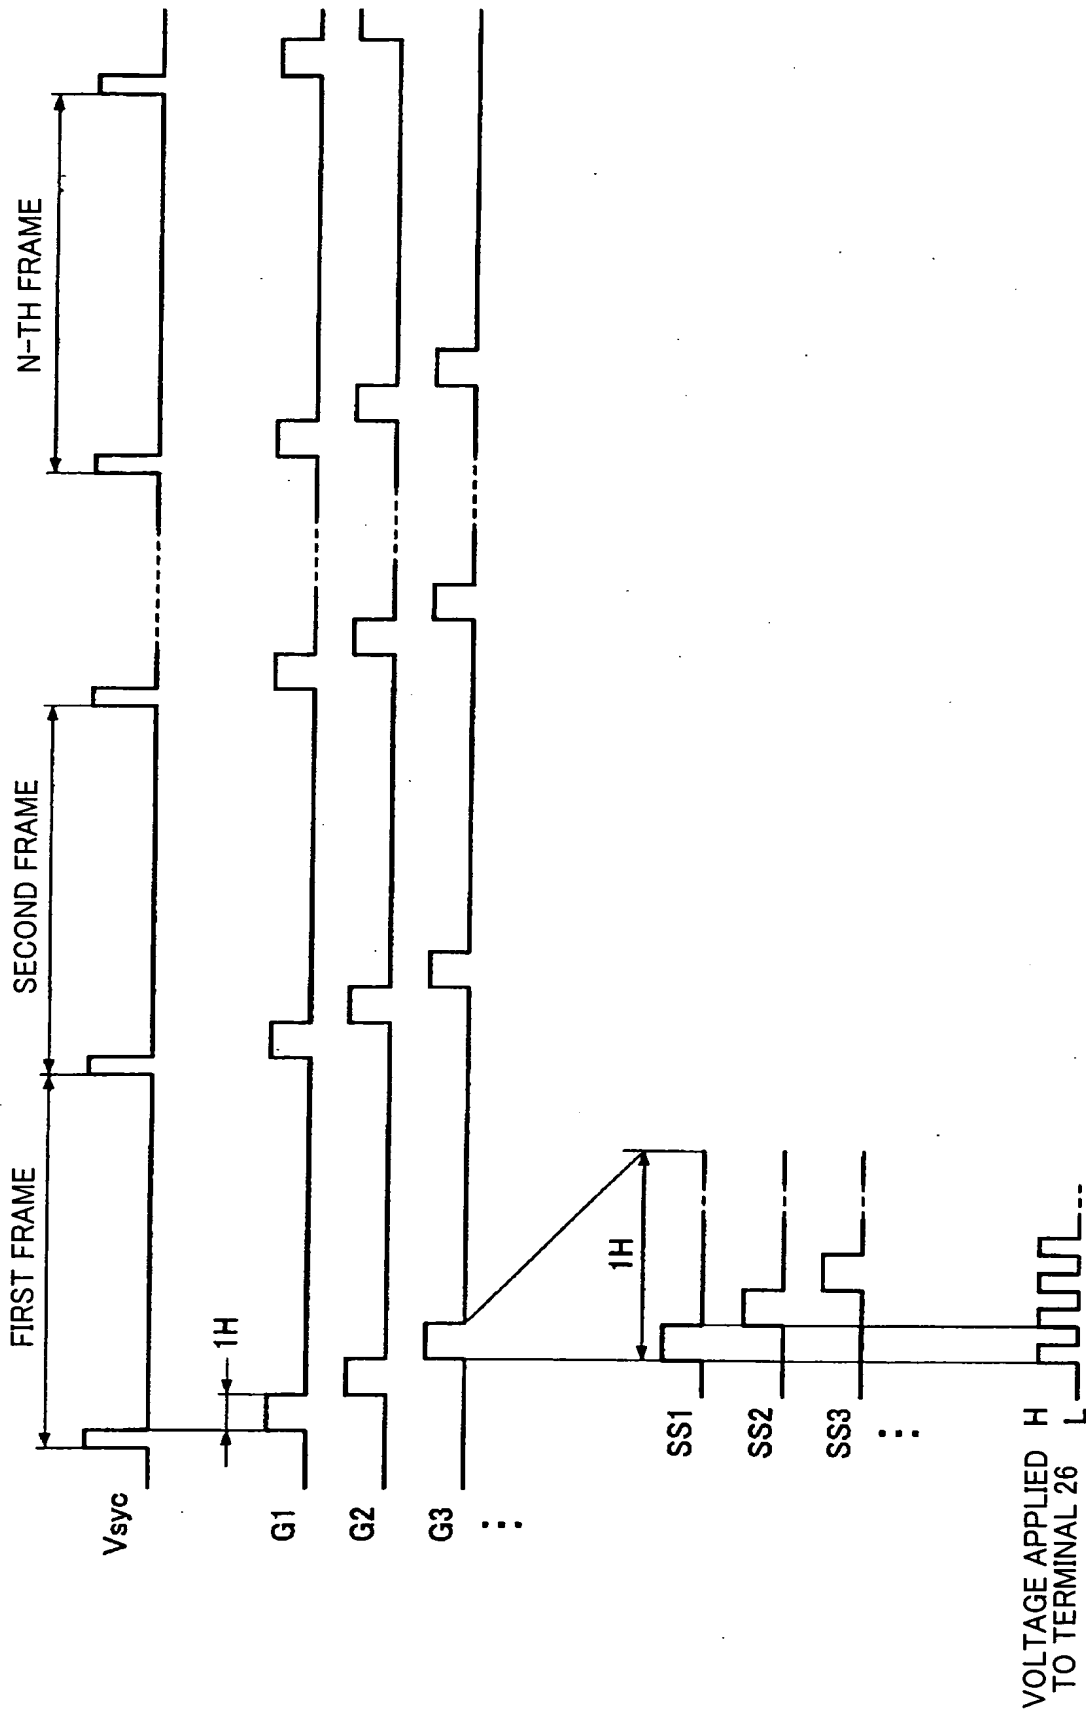 FIRST FRAME
SECOND FRAME
N-TH FRAME
Vsyc
1H
G1
G2
G3
1H
SS1
SS2
SS3
VOLTAGE APPLIED
TO TERMINAL 26
H
L